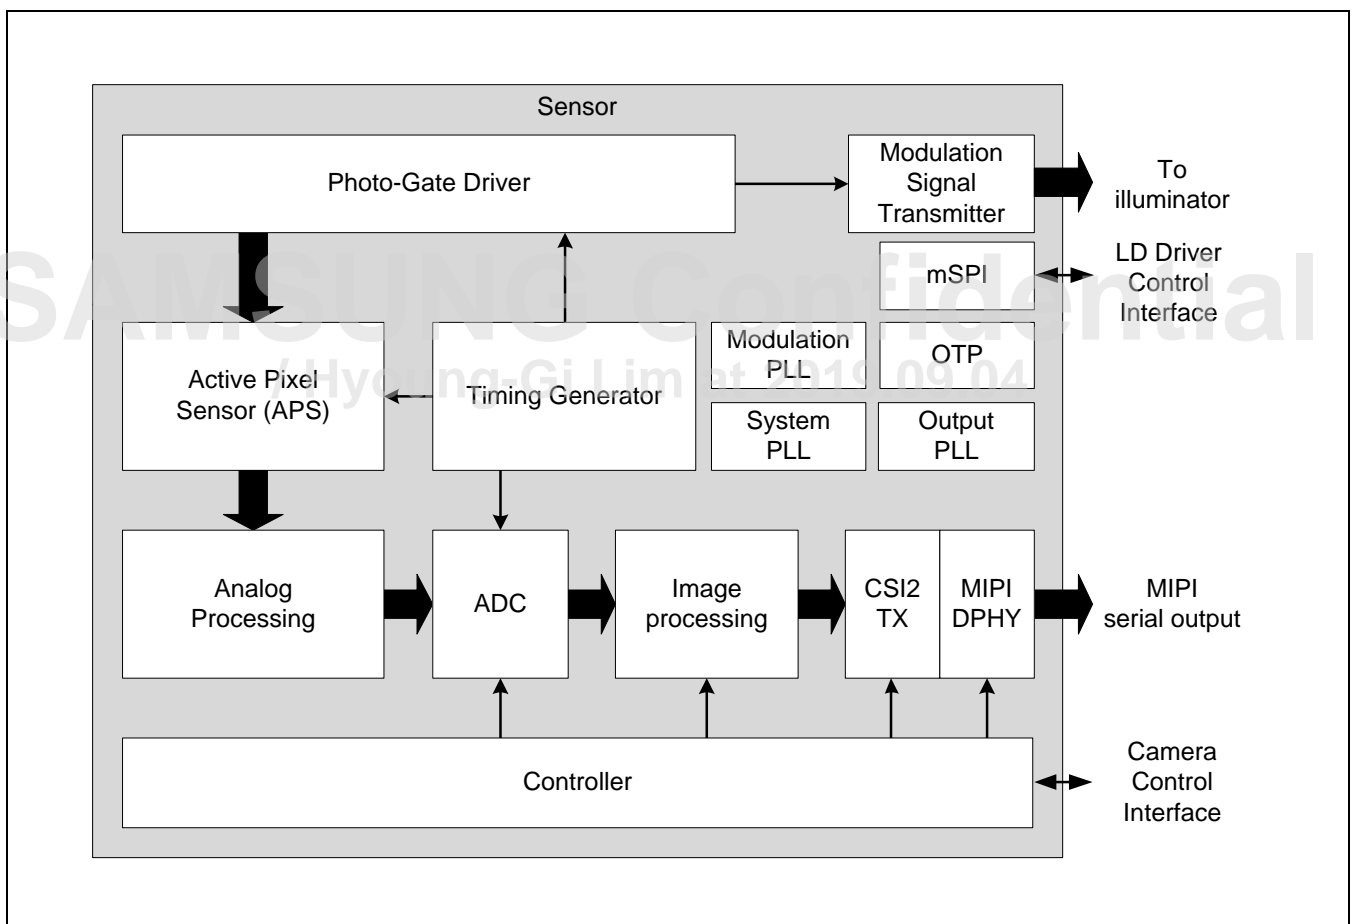 Sensor
Photo-Gate Driver
Modulation
Signal
Transmitter
To
illuminator
mSPI
LD Driver
Control
Interface
SAMSUNG Confidential
Active Pixel
Sensor (APS)
Timing Generator
Modulation
PLL
OTP
/ Hyoung-Gi Lim at 2019.09.04
System
PLL
Output
PLL
Analog
Processing
ADC
Image
processing
CSI2
TX
MIPI
DPHY
MIPI
serial output
Controller
Camera
Control
Interface